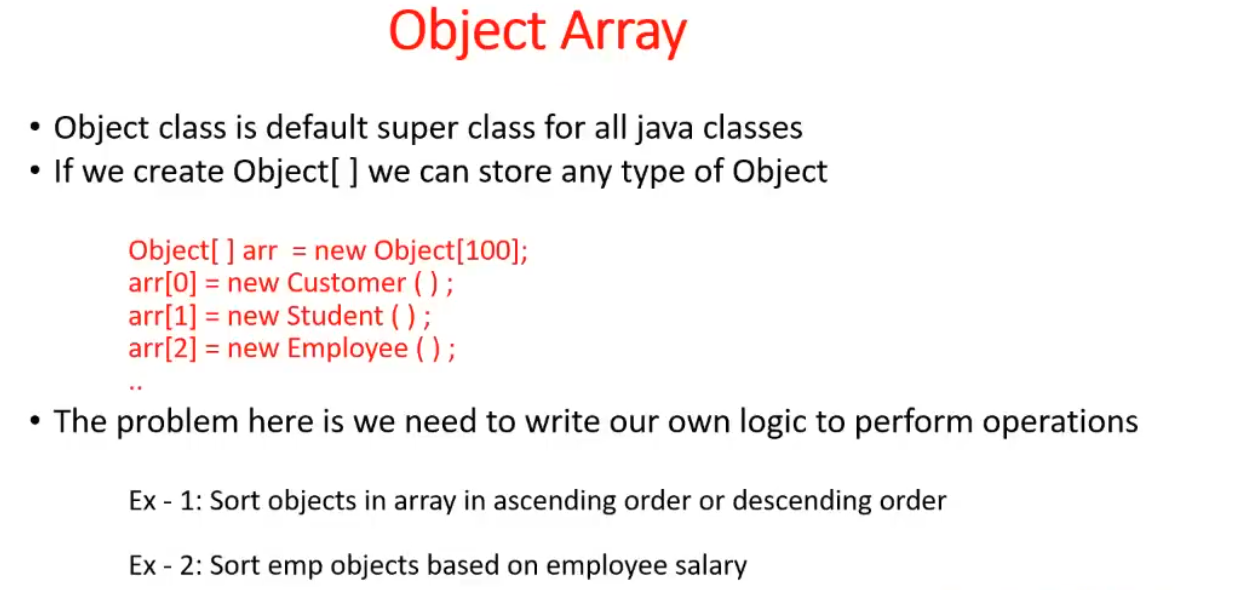 Object Array
• Object class is default super class for all java classes
• If we create Object[ ] we can store any type of Object
Object[ ] arr  = new Object[100];
arr[0] = new Customer ( ) ;
arr[1] = new Student ( ) ;
arr[2] = new Employee ( ) ;
..
• The problem here is we need to write our own logic to perform operations
Ex - 1: Sort objects in array in ascending order or descending order
Ex - 2: Sort emp objects based on employee salary